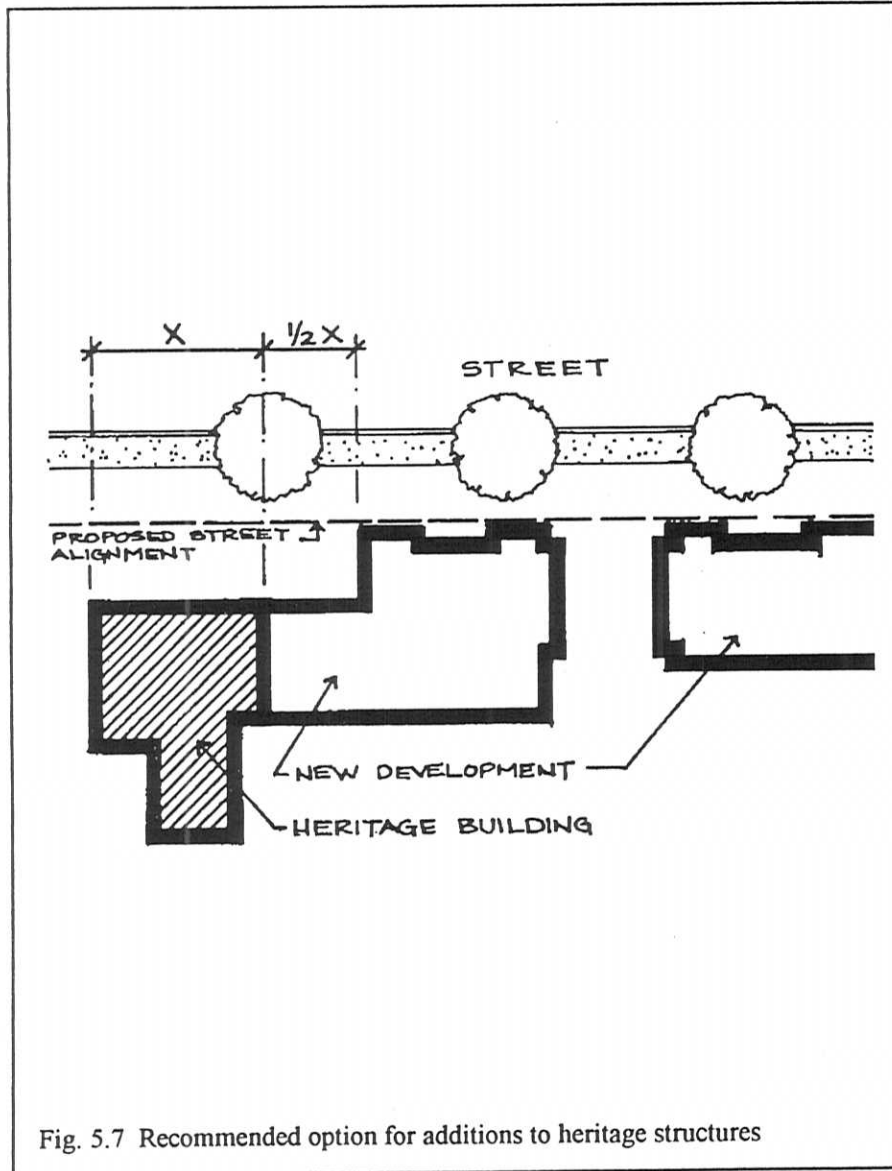 X
1/2 X
STREET
PROPOSED STREET
ALIGNMENT
NEW DEVELOPMENT
HERITAGE BUILDING
Fig. 5.7 Recommended option for additions to heritage structures